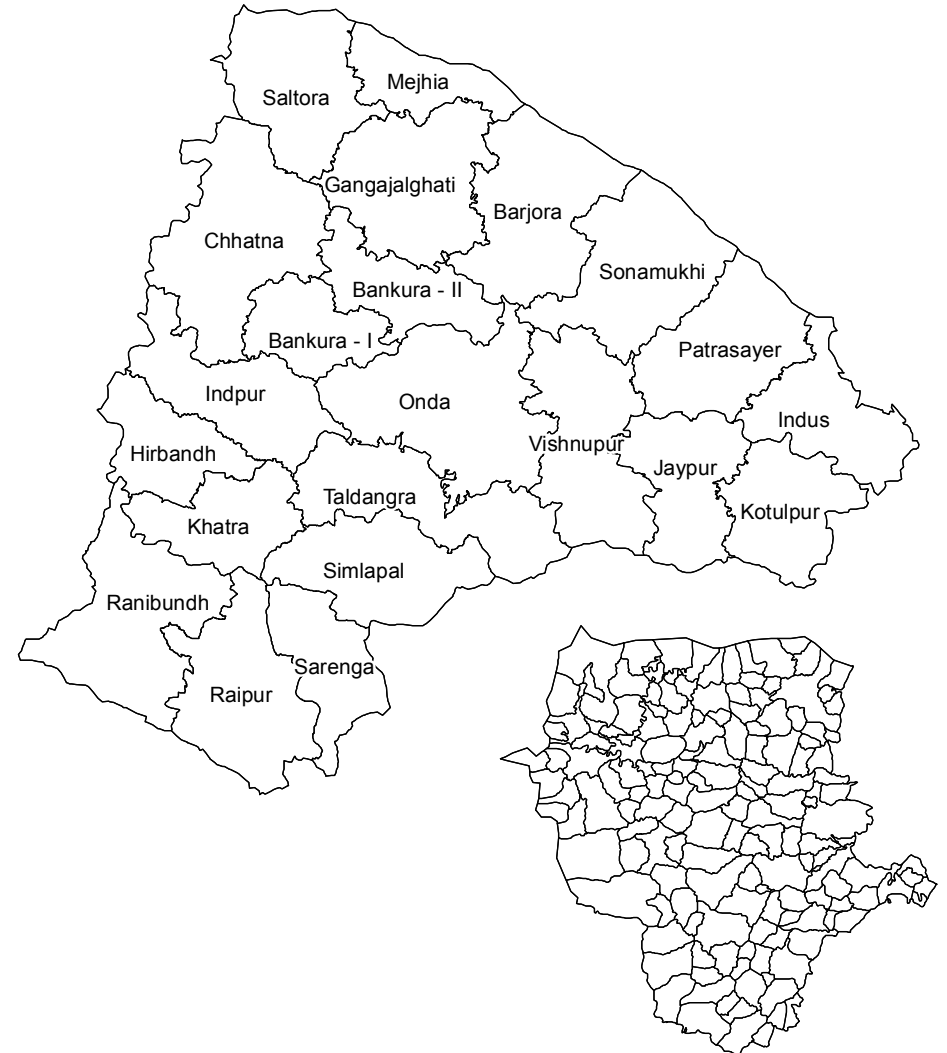 Mejhia
Saltora
Gangajalghati
Barjora
Chhatna
Sonamukhi
Bankura - II
Bankura - I
Patrasayer
Indpur
Onda
Indus
Vishnupur
Hirbandh
Jaypur
Taldangra
Kotulpur
Khatra
Simlapal
Ranibundh
Sarenga
Raipur